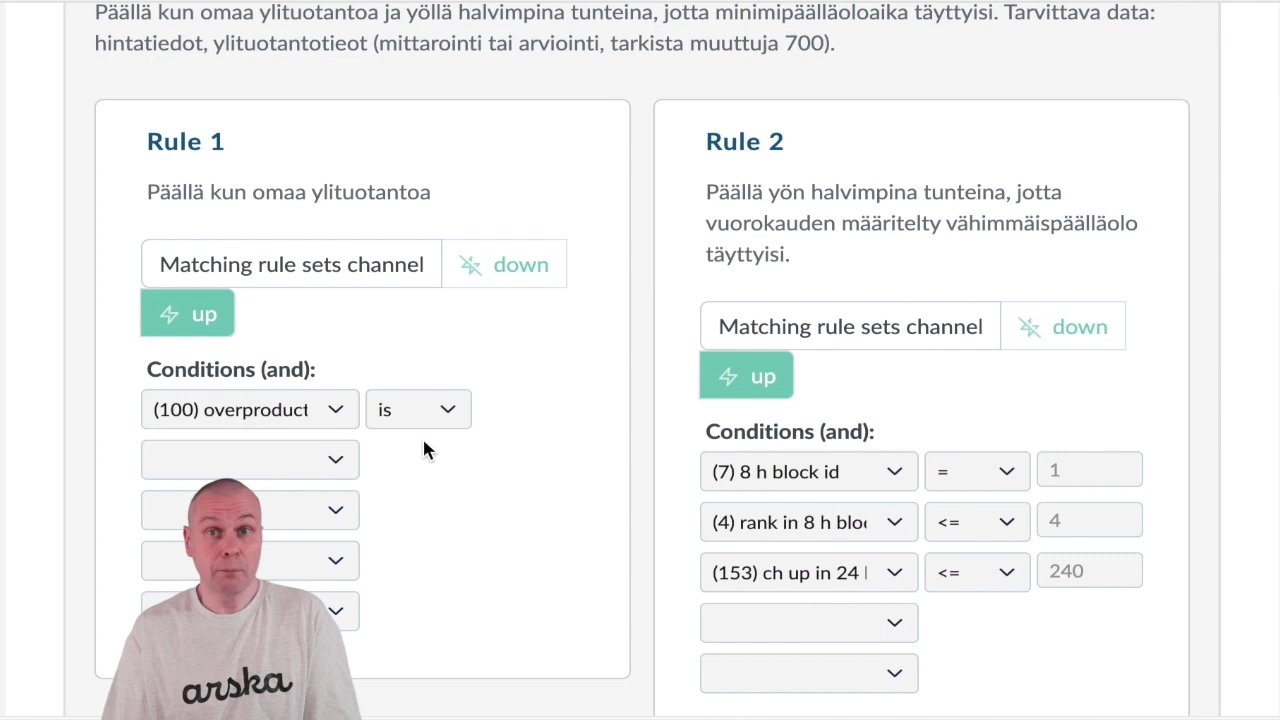 Päällä kun omaa ylituotantoa ja yöllä halvimpina tunteina, jotta minimipäälläoloaika täyttyisi. Tarvittava data:
hintatiedot, ylituotantotieot (mittarointi tai arviointi, tarkista muuttuja 700).
Rule 1
Päällä kun omaa ylituotantoa
Matching rule sets channel
down
up
Conditions (and):
(100) overproduct
is
arska
Rule 2
Päällä yön halvimpina tunteina, jotta
vuorokauden määritelty vähimmäispäälläolo
täyttyisi.
Matching rule sets channel
down
up
Conditions (and):
(7) 8 h block id
=
1
(4) rank in 8 h bloc
<=
4
(153) ch up in 24
<=
240